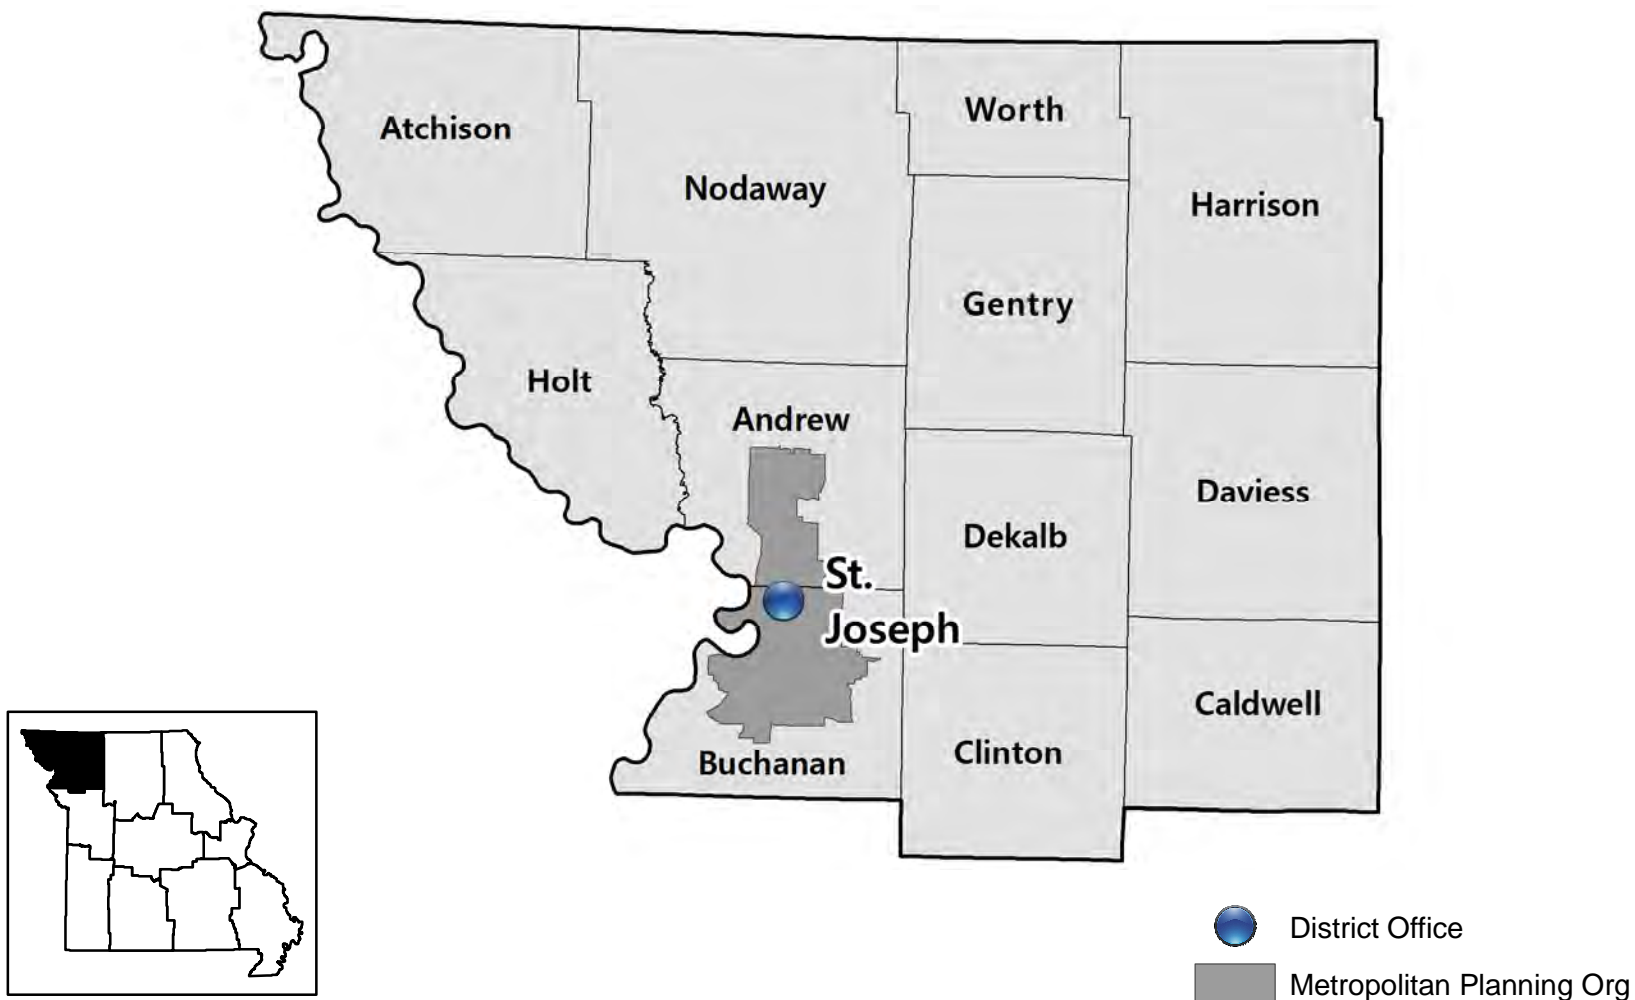 Atchison
Worth
Nodaway
Harrison
Gentry
Holt
Andrew
Daviess
Dekalb
St.
Joseph
Caldwell
Clinton
Buchanan
District Office
Metropolitan Planning Org